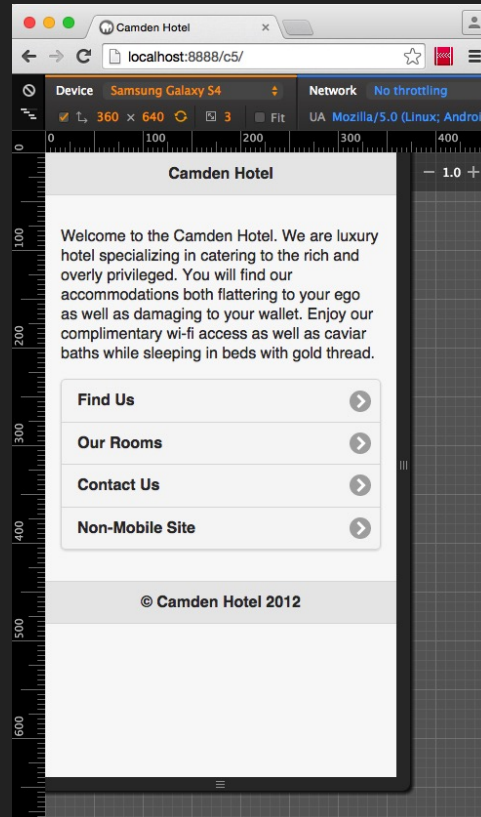 Camden Hotel
localhost:8888/c5/
Device Samsung Galaxy S4 Network No throttling
360 × 640 3 Fit UA Mozilla/5.0 (Linux; Androi
0 100 200 300 400
0
Camden Hotel
1.0
Welcome to the Camden Hotel. We are luxury
hotel specializing in catering to the rich and
overly privileged. You will find our
accommodations both flattering to your ego
as well as damaging to your wallet. Enjoy our
complimentary wi-fi access as well as caviar
baths while sleeping in beds with gold thread.
100
200
Find Us
300
Our Rooms
Contact Us
Non-Mobile Site
400
© Camden Hotel 2012
500
600